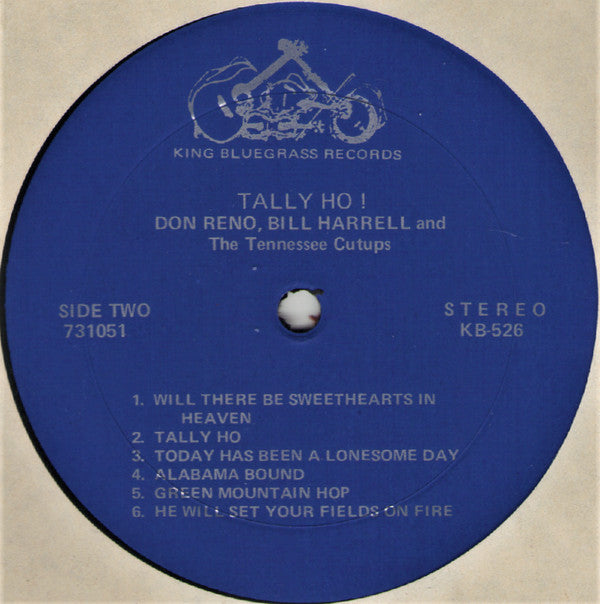 KING BLUEGRASS RECORDS
TALLY HO !
DON RENO, BILL HARRELL and
The Tennessee Cutups
SIDE TWO
731051
STEREO
KB-526
1. WILL THERE BE SWEETHEARTS IN
HEAVEN
2. TALLY HO
3. TODAY HAS BEEN A LONESOME DAY
4. ALABAMA BOUND
5. GREEN MOUNTAIN HOP
6. HE WILL SET YOUR FIELDS ON FIRE